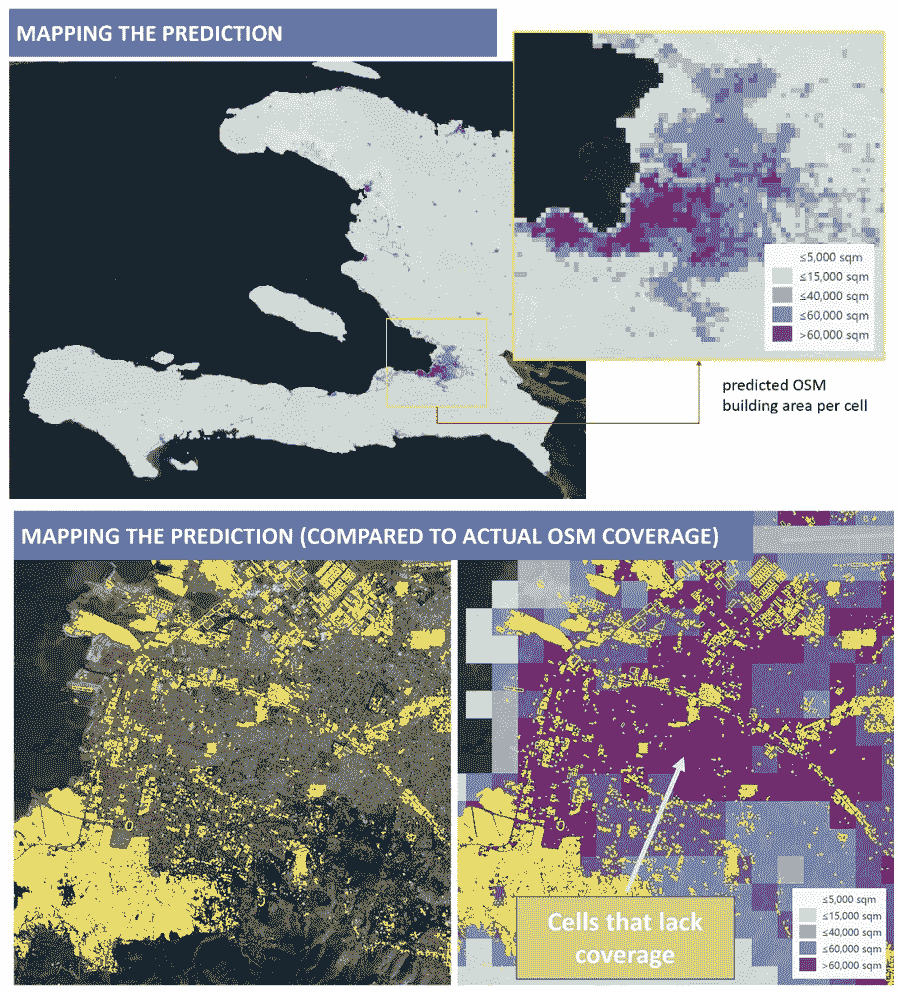 MAPPING THE PREDICTION
≤5,000 sqm
≤15,000 sqm
≤40,000 sqm
≤60,000 sqm
>60,000 sqm
predicted OSM
building area per cell
MAPPING THE PREDICTION (COMPARED TO ACTUAL OSM COVERAGE)
Cells that lack
coverage
≤5,000 sqm
≤15,000 sqm
≤40,000 sqm
≤60,000 sqm
>60,000 sqm